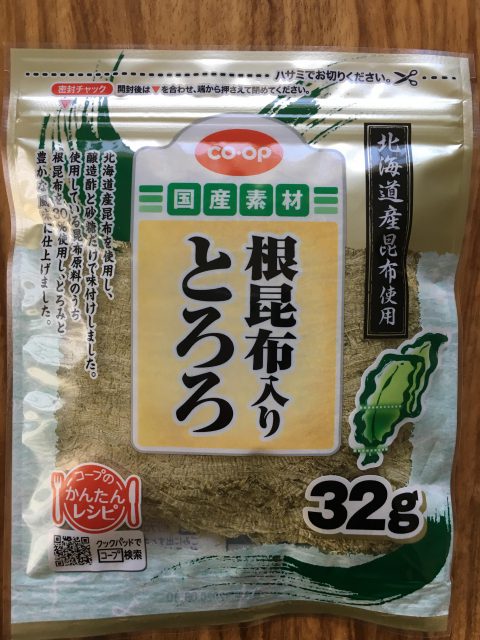 ハサミでお切りください。
密封チャック
開封後は▼を合わせ、端から押さえて閉めてください。
CO·OP
国産素材
北海道産昆布使用
根昆布入り
とろろ
北海道産昆布を使用し、
醸造酢と砂糖だけで味付けしました。
使用している昆布原料のうち
根昆布を30%使用し、とろみと
豊かな風味に仕上げました。
32g
コープの
かんたん
レシピ
クックパッドで
コープ 検索